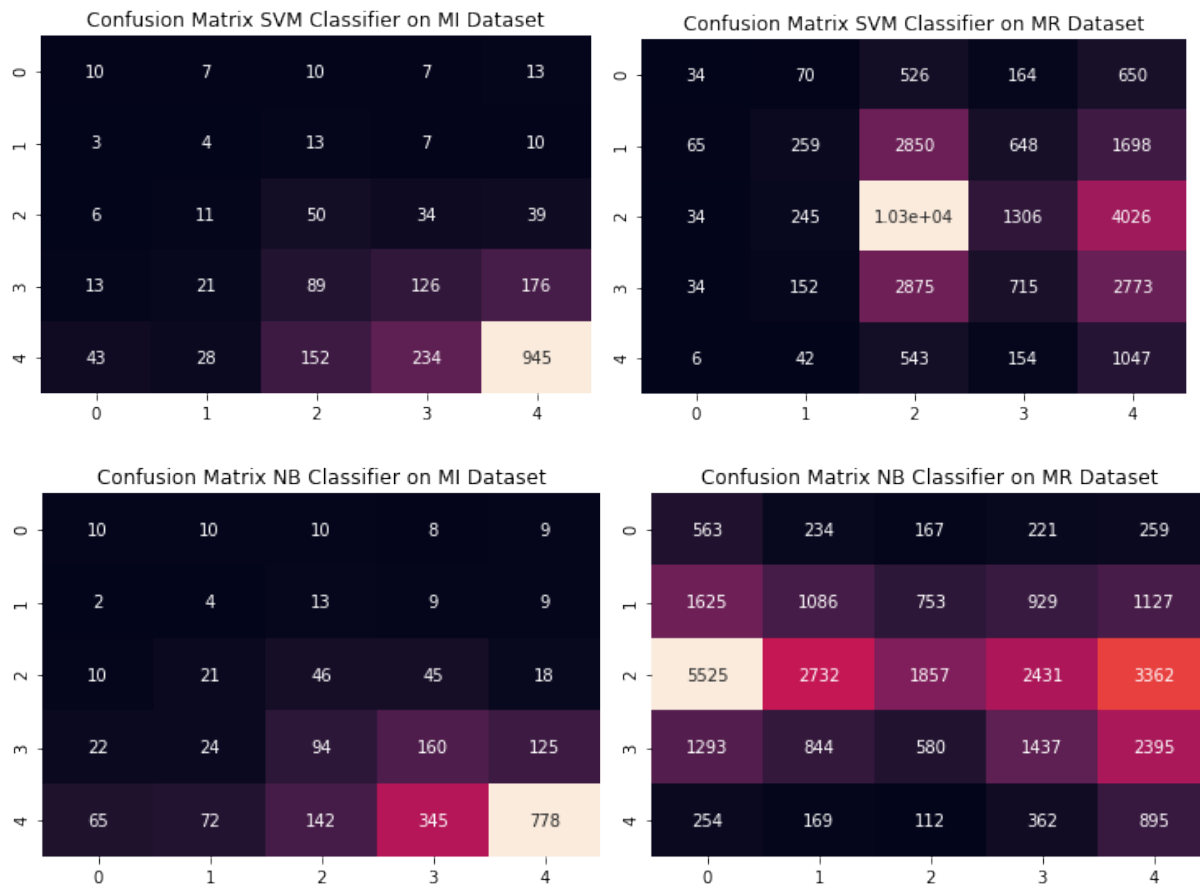 Confusion Matrix SVM Classifier on MI Dataset
0 10 7 10 7 13
1 3 4 13 7 10
2 6 11 50 34 39
3 13 21 89 126 176
4 43 28 152 234 945
0 1 2 3 4
Confusion Matrix SVM Classifier on MR Dataset
0 34 70 526 164 650
1 65 259 2850 648 1698
2 34 245 1.03e+04 1306 4026
3 34 152 2875 715 2773
4 6 42 543 154 1047
0 1 2 3 4
Confusion Matrix NB Classifier on MI Dataset
0 10 10 10 8 9
1 2 4 13 9 9
2 10 21 46 45 18
3 22 24 94 160 125
4 65 72 142 345 778
0 1 2 3 4
Confusion Matrix NB Classifier on MR Dataset
0 563 234 167 221 259
1 1625 1086 753 929 1127
2 5525 2732 1857 2431 3362
3 1293 844 580 1437 2395
4 254 169 112 362 895
0 1 2 3 4